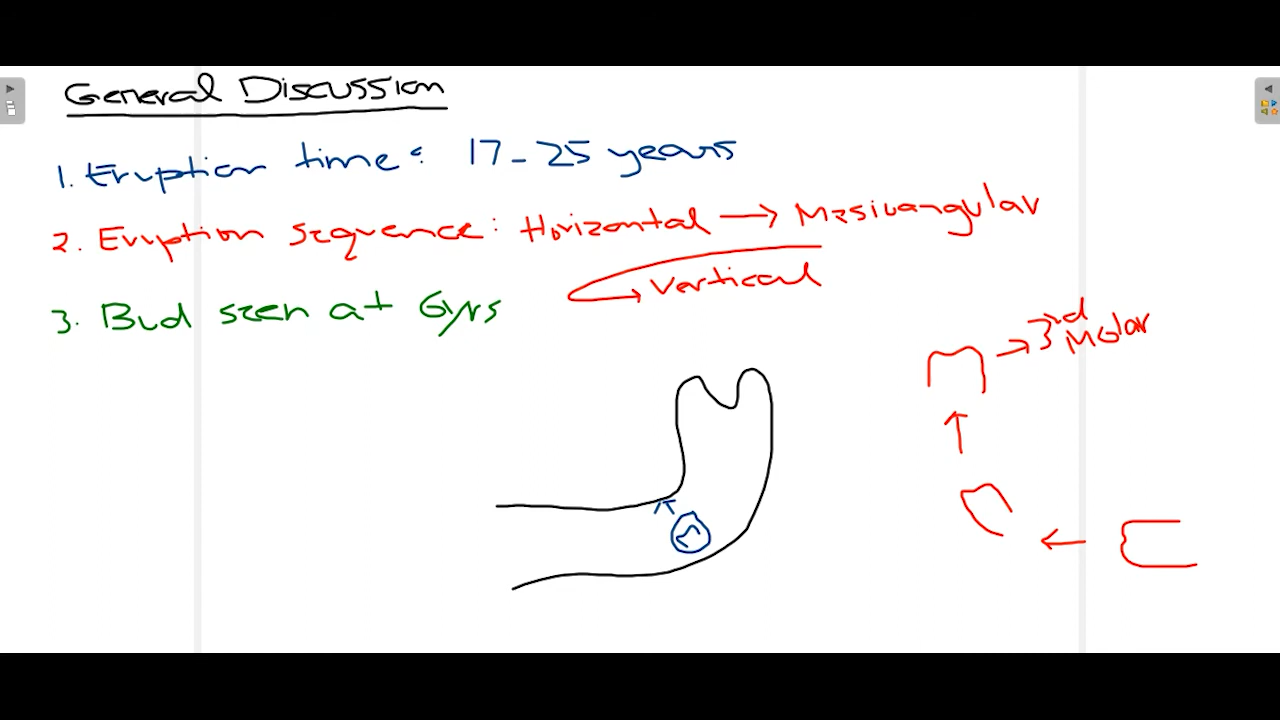 General Discussion
1. Eruption time: 17-25 years
2. Eruption sequence: Horizontal → Mesioangular
→ Vertical
3. Bud seen at 6yrs
→ 3rd
Molar